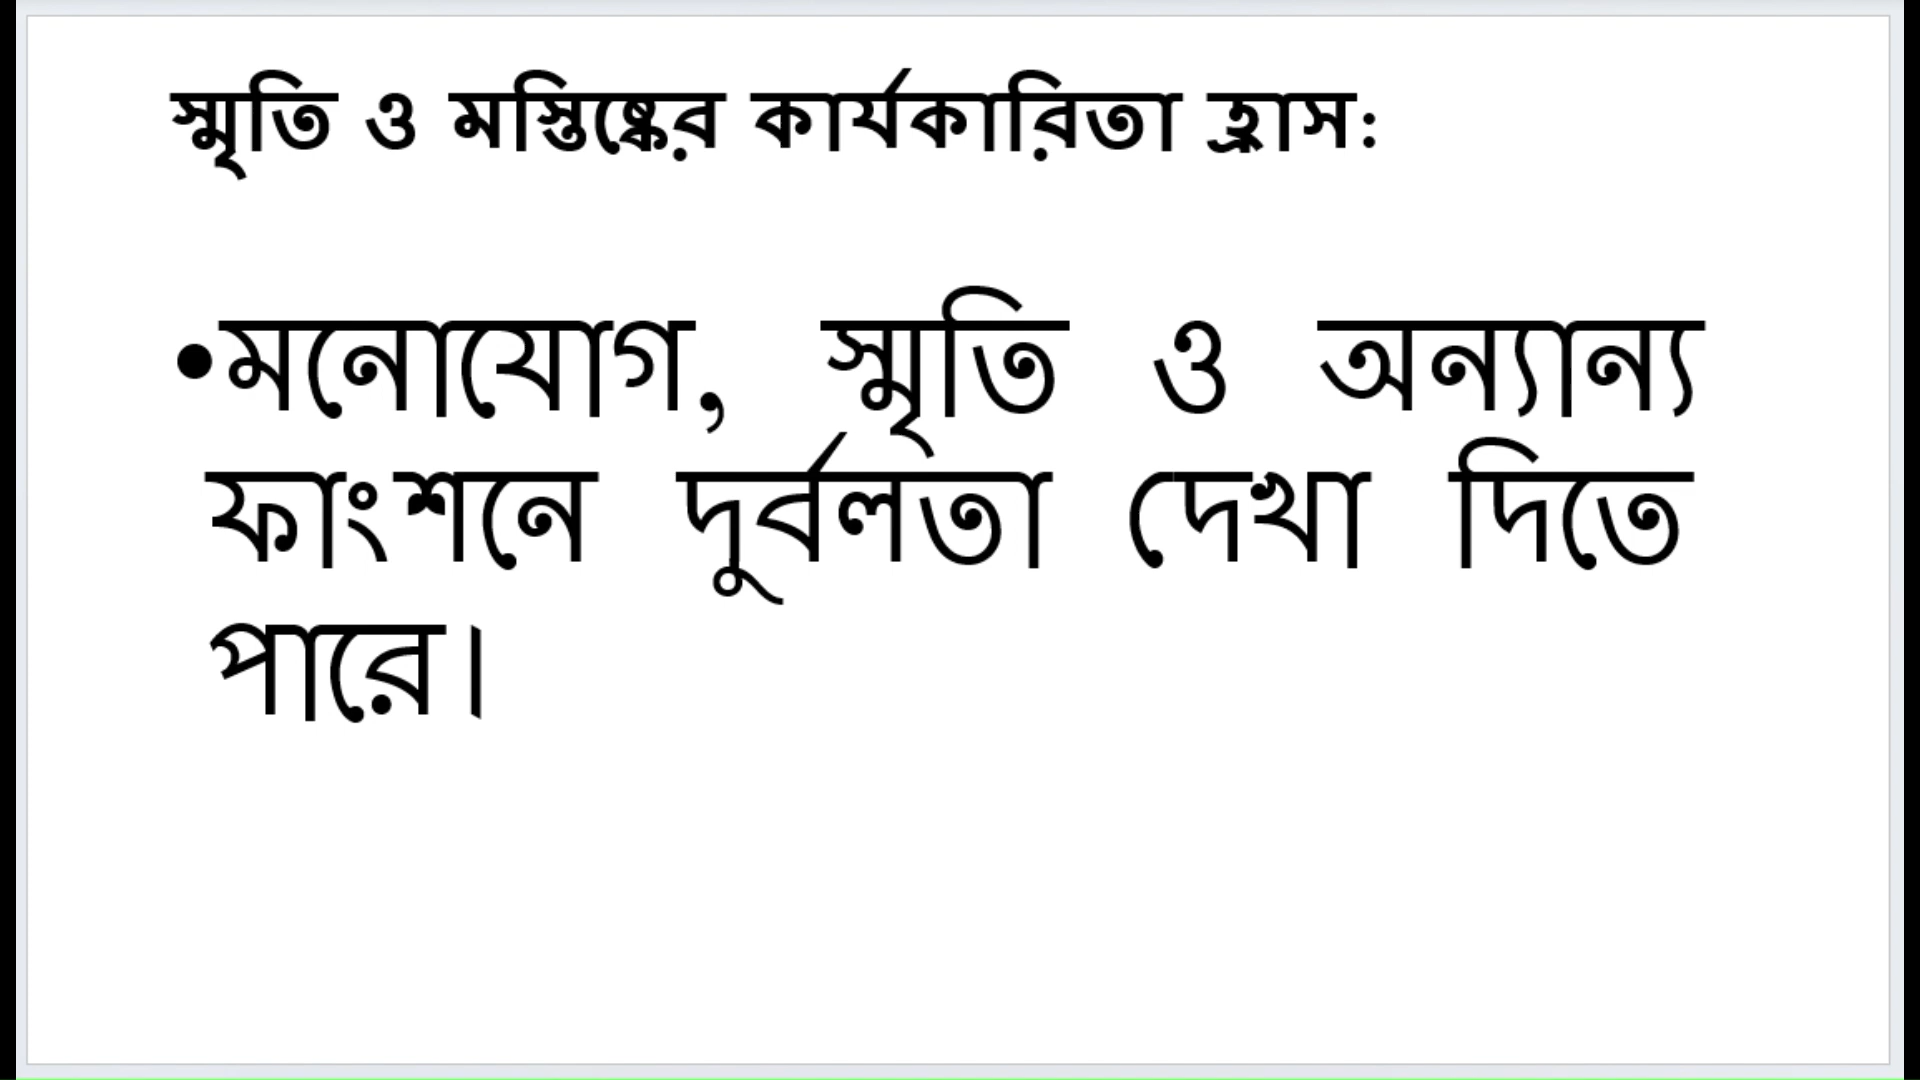 স্মৃতি ও মস্তিষ্কের কার্যকারিতা হ্রাস:
•মনোযোগ, স্মৃতি ও অন্যান্য
ফাংশনে দুর্বলতা দেখা দিতে
পারে।